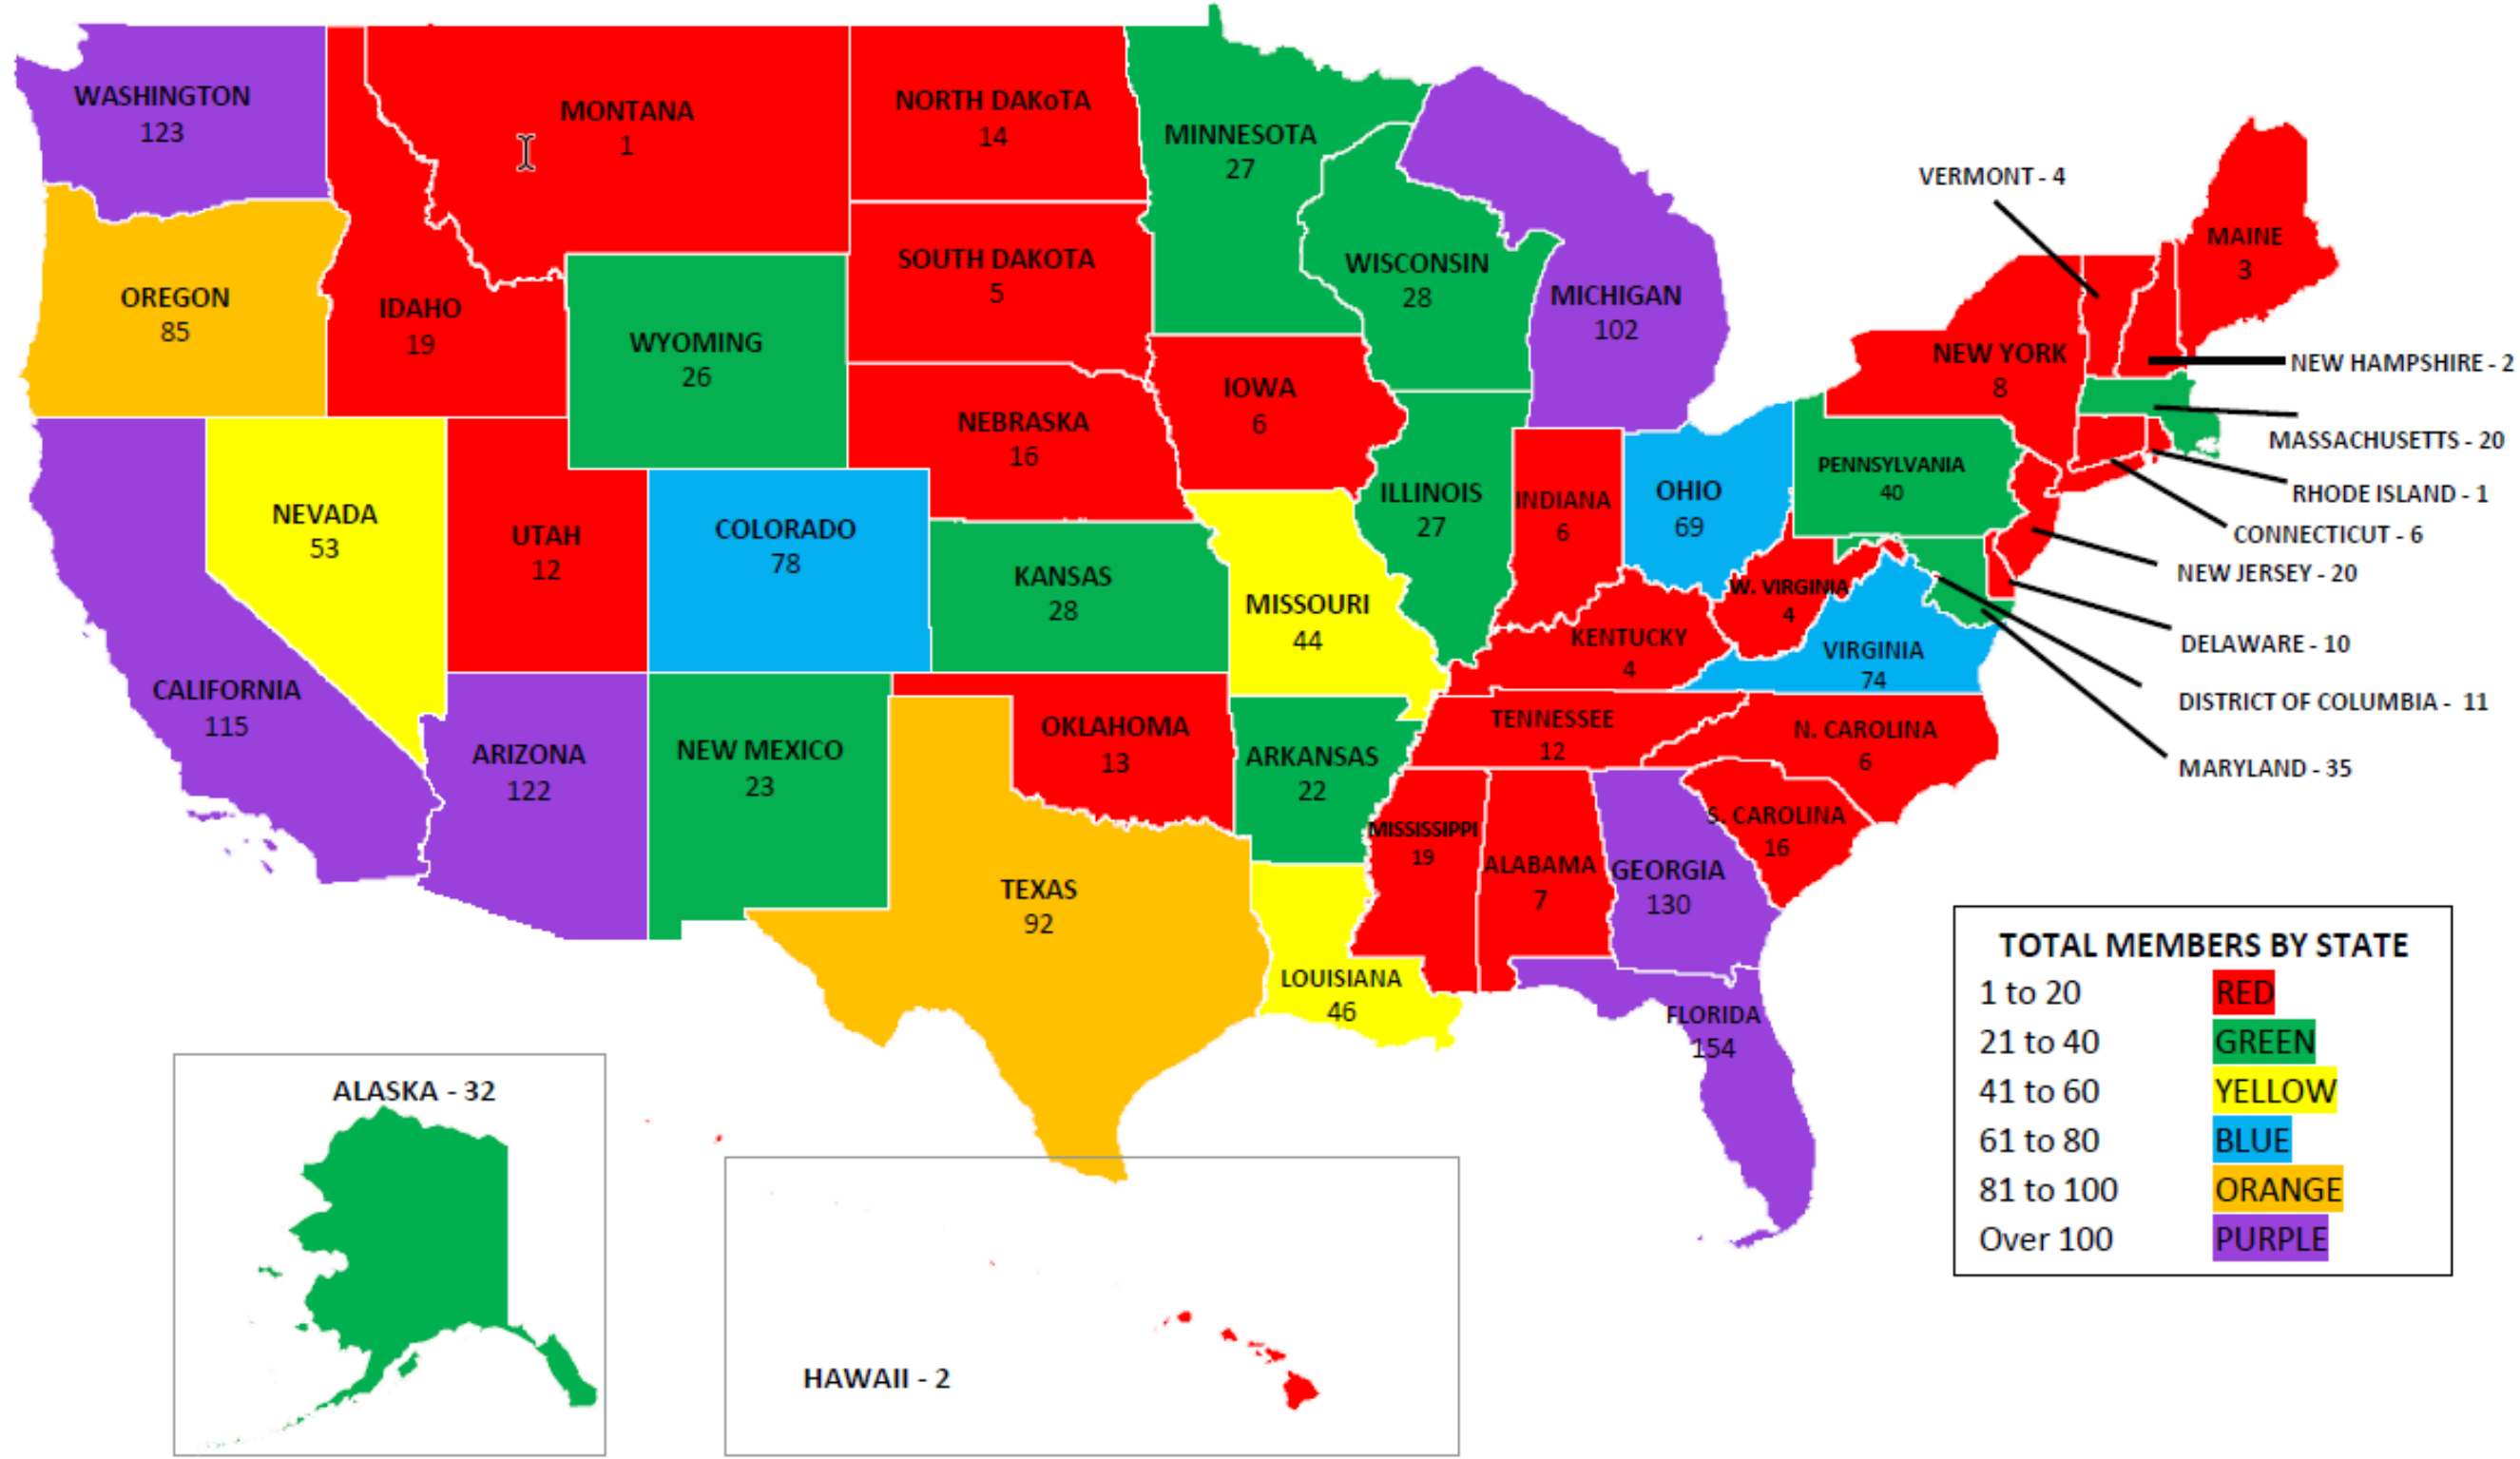 WASHINGTON
123
MONTANA
1
NORTH DAKoTA
14
MINNESOTA
27
VERMONT - 4
MAINE
3
OREGON
85
IDAHO
19
WYOMING
26
SOUTH DAKOTA
5
WISCONSIN
28
MICHIGAN
102
NEW YORK
8
NEW HAMPSHIRE - 2
NEBRASKA
16
IOWA
6
MASSACHUSETTS - 20
NEVADA
53
UTAH
12
COLORADO
78
ILLINOIS
27
INDIANA
6
OHIO
69
PENNSYLVANIA
40
RHODE ISLAND - 1
CONNECTICUT - 6
NEW JERSEY - 20
KANSAS
28
MISSOURI
44
KENTUCKY
4
W. VIRGINIA
4
VIRGINIA
74
DELAWARE - 10
DISTRICT OF COLUMBIA - 11
MARYLAND - 35
CALIFORNIA
115
ARIZONA
122
NEW MEXICO
23
OKLAHOMA
13
ARKANSAS
22
TENNESSEE
12
N. CAROLINA
6
TEXAS
92
LOUISIANA
46
MISSISSIPPI
19
ALABAMA
7
GEORGIA
130
S. CAROLINA
16
FLORIDA
154
ALASKA - 32
HAWAII - 2
TOTAL MEMBERS BY STATE
1 to 20 RED
21 to 40 GREEN
41 to 60 YELLOW
61 to 80 BLUE
81 to 100 ORANGE
Over 100 PURPLE